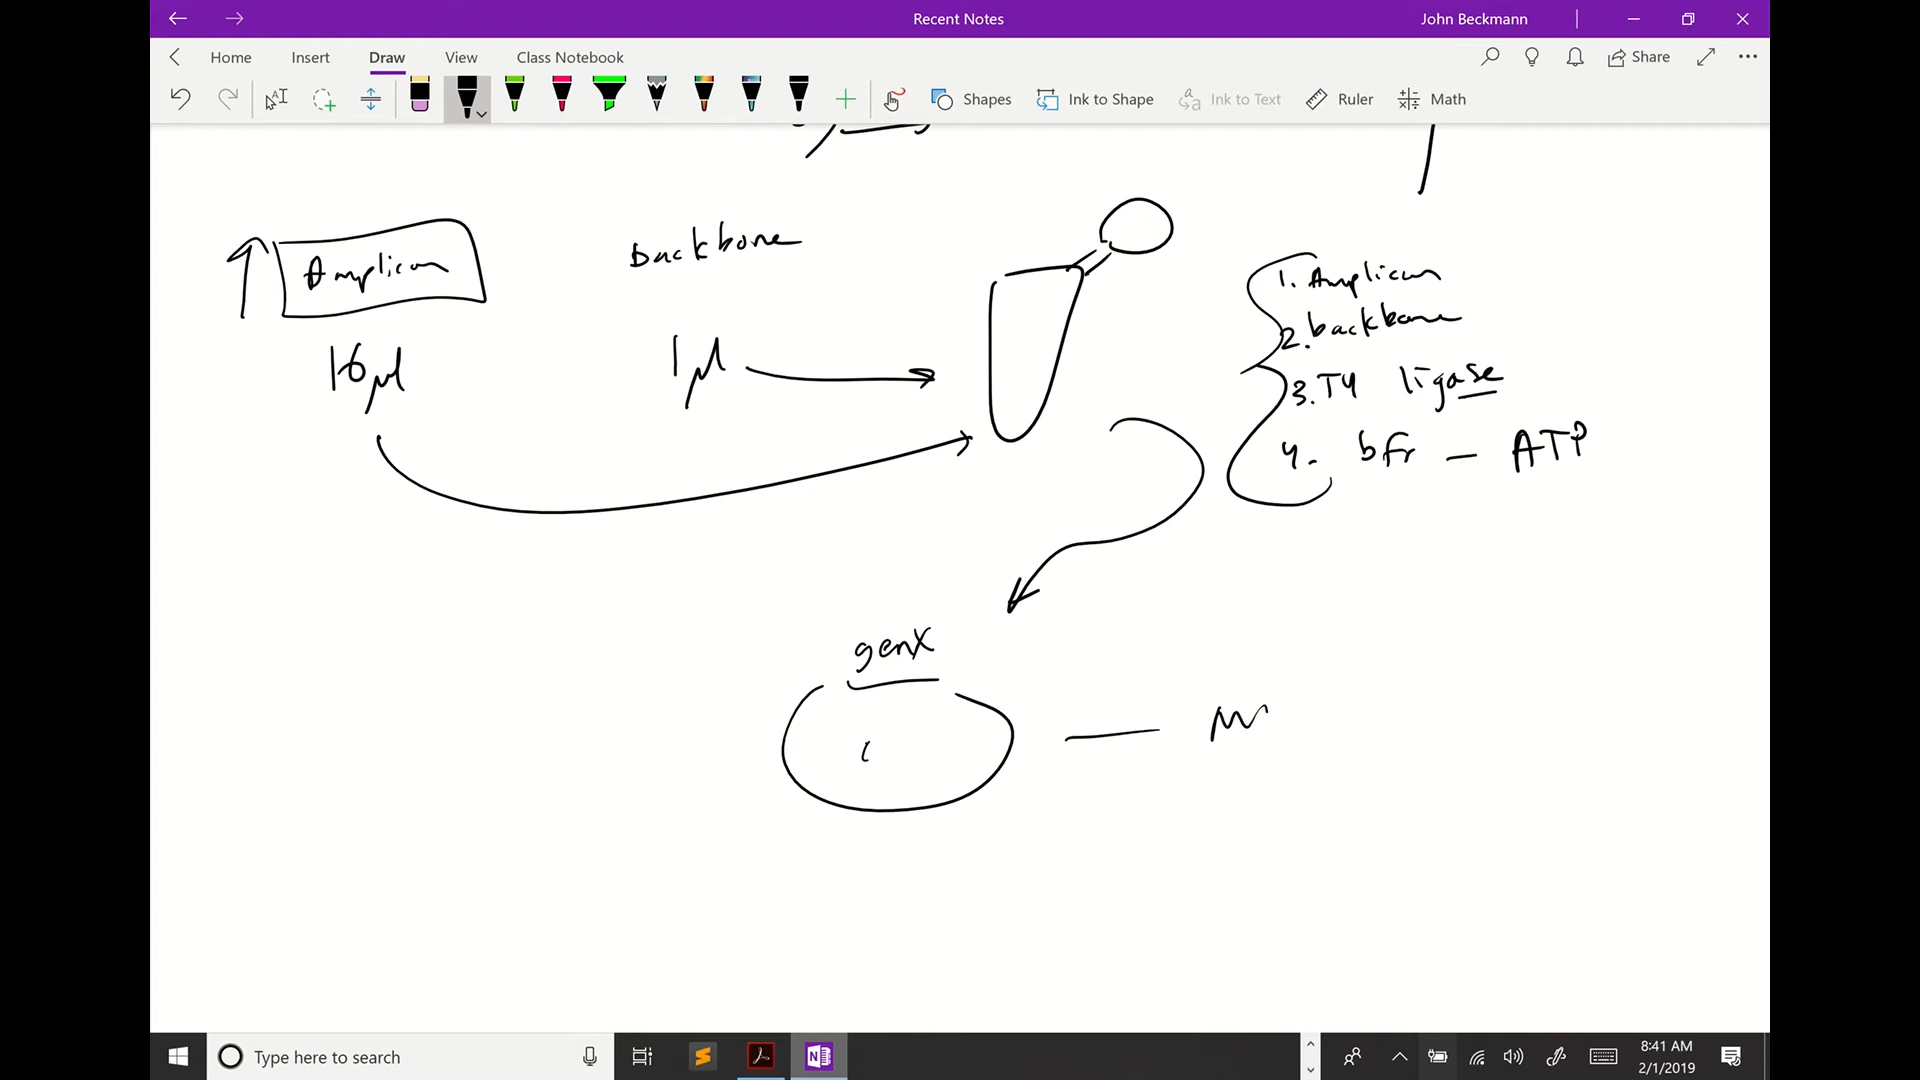 Recent Notes
John Beckmann
Home Insert Draw View Class Notebook
Share
Shapes Ink to Shape Ink to Text Ruler Math
Amplicon
backbone
16 µl
1 µl
1. Amplicon
2. backbone
3. T4 ligase
4. bfr - ATP
genX
Type here to search
8:41 AM
2/1/2019